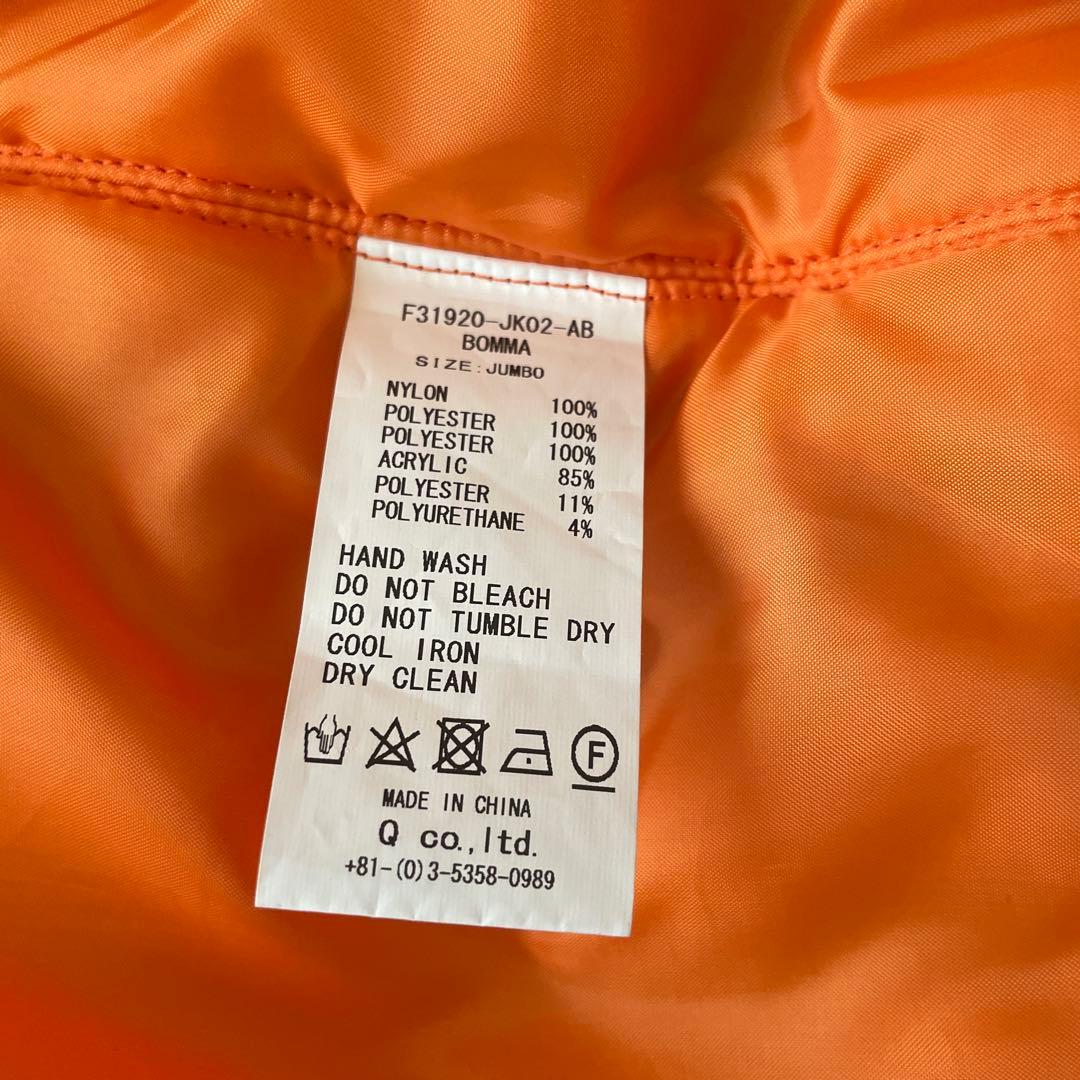 F31920-JK02-AB
BOMMA
SIZE:JUMBO
NYLON 100%
POLYESTER 100%
POLYESTER 100%
ACRYLIC 85%
POLYESTER 11%
POLYURETHANE 4%
HAND WASH
DO NOT BLEACH
DO NOT TUMBLE DRY
COOL IRON
DRY CLEAN
F
MADE IN CHINA
Q co.,ltd.
+81-(0)3-5358-0989